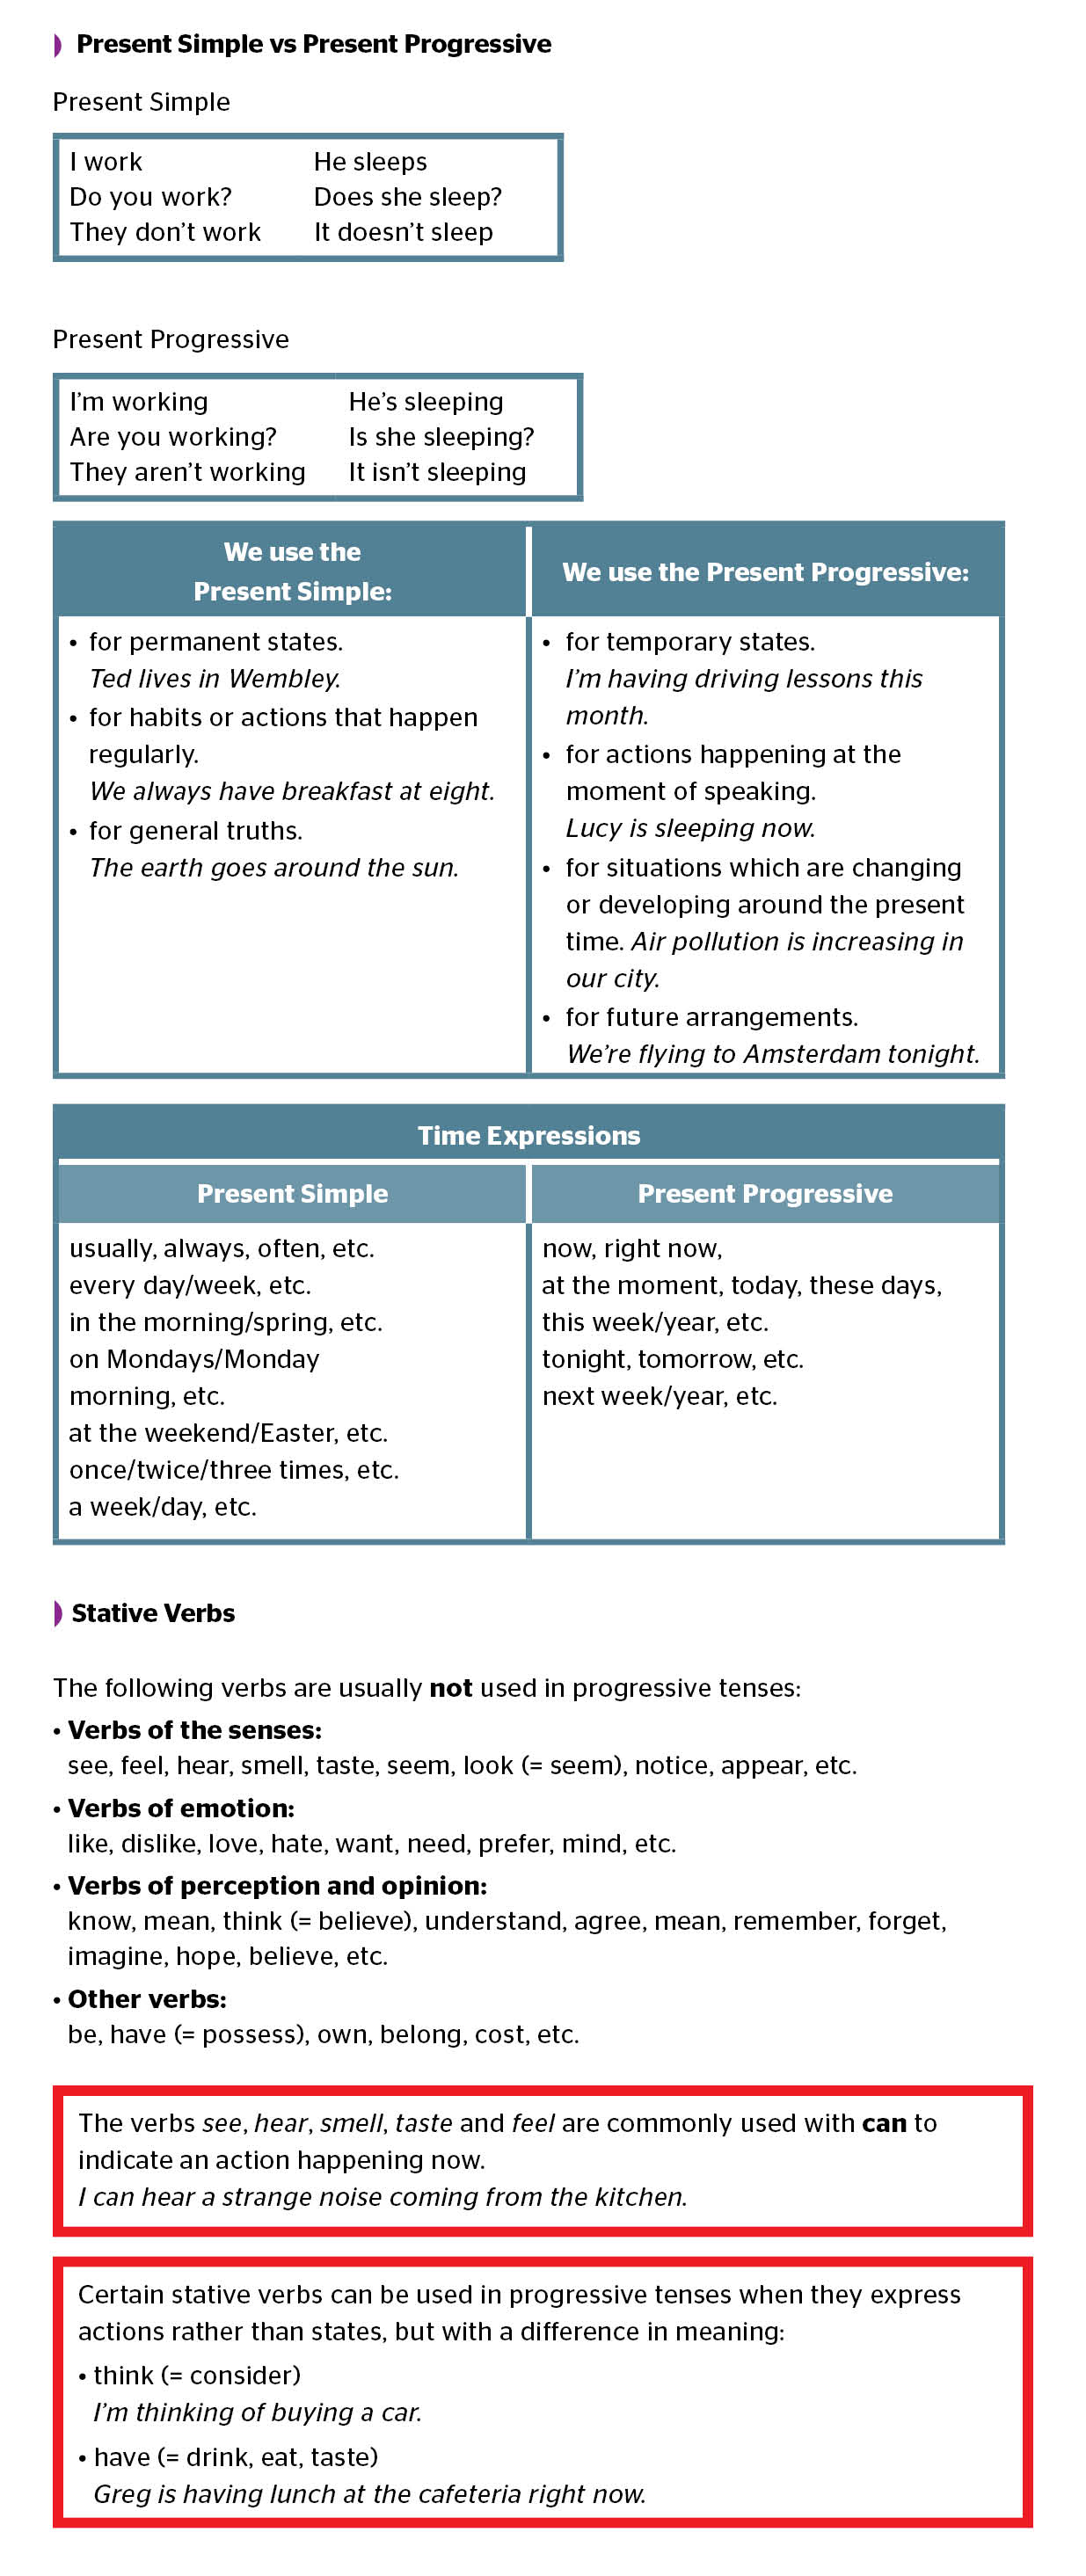 Present Simple vs Present Progressive
Present Simple
I work He sleeps
Do you work? Does she sleep?
They don't work It doesn't sleep
Present Progressive
I'm working He's sleeping
Are you working? Is she sleeping?
They aren't working It isn't sleeping
We use the
Present Simple:
• for permanent states.
Ted lives in Wembley.
• for habits or actions that happen
regularly.
We always have breakfast at eight.
• for general truths.
The earth goes around the sun.
We use the Present Progressive:
• for temporary states.
I'm having driving lessons this
month.
• for actions happening at the
moment of speaking.
Lucy is sleeping now.
• for situations which are changing
or developing around the present
time. Air pollution is increasing in
our city.
• for future arrangements.
We're flying to Amsterdam tonight.
Time Expressions
Present Simple
usually, always, often, etc.
every day/week, etc.
in the morning/spring, etc.
on Mondays/Monday
morning, etc.
at the weekend/Easter, etc.
once/twice/three times, etc.
a week/day, etc.
Present Progressive
now, right now,
at the moment, today, these days,
this week/year, etc.
tonight, tomorrow, etc.
next week/year, etc.
Stative Verbs
The following verbs are usually not used in progressive tenses:
• Verbs of the senses:
see, feel, hear, smell, taste, seem, look (= seem), notice, appear, etc.
• Verbs of emotion:
like, dislike, love, hate, want, need, prefer, mind, etc.
• Verbs of perception and opinion:
know, mean, think (= believe), understand, agree, mean, remember, forget,
imagine, hope, believe, etc.
• Other verbs:
be, have (= possess), own, belong, cost, etc.
The verbs see, hear, smell, taste and feel are commonly used with can to
indicate an action happening now.
I can hear a strange noise coming from the kitchen.
Certain stative verbs can be used in progressive tenses when they express
actions rather than states, but with a difference in meaning:
• think (= consider)
I'm thinking of buying a car.
• have (= drink, eat, taste)
Greg is having lunch at the cafeteria right now.